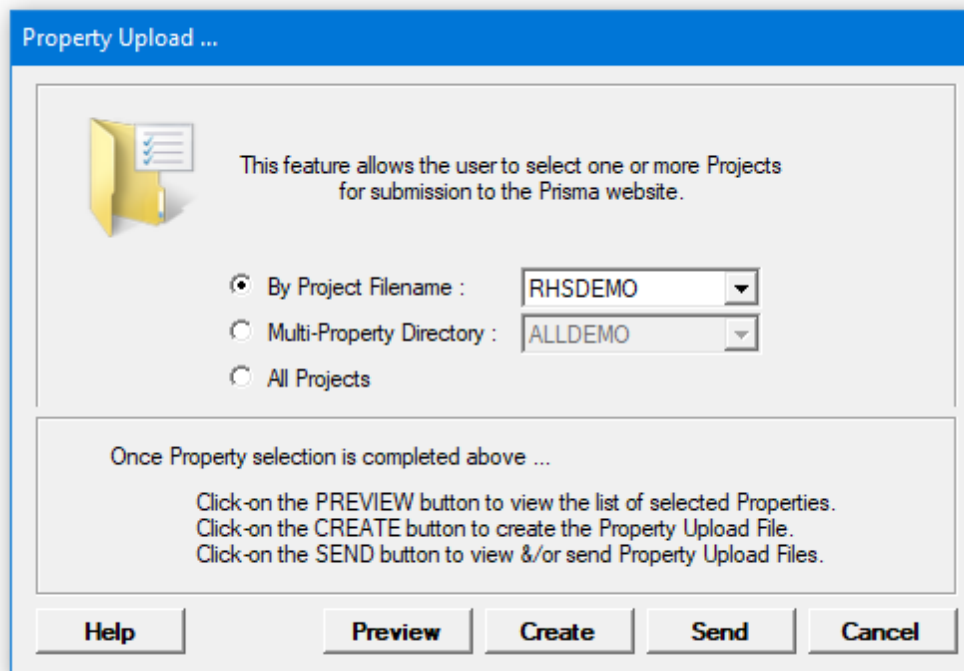 Property Upload ...
This feature allows the user to select one or more Projects
for submission to the Prisma website.
By Project Filename : RHSDEMO
Multi-Property Directory : ALLDEMO
All Projects
Once Property selection is completed above ...
Click-on the PREVIEW button to view the list of selected Properties.
Click-on the CREATE button to create the Property Upload File.
Click-on the SEND button to view &/or send Property Upload Files.
Help Preview Create Send Cancel